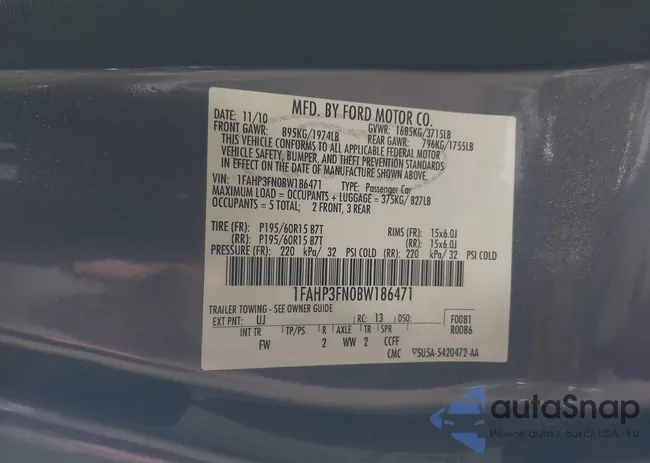 MFD. BY FORD MOTOR CO.
DATE: 11/10 GVWR: 1685KG/3715LB
FRONT GAWR: 895KG/1974LB REAR GAWR: 796KG/1755LB
THIS VEHICLE CONFORMS TO ALL APPLICABLE FEDERAL MOTOR
VEHICLE SAFETY, BUMPER, AND THEFT PREVENTION STANDARDS
IN EFFECT ON THE DATE OF MANUFACTURE SHOWN ABOVE.
VIN: 1FAHP3FN0BW186471 TYPE: Passenger Car
MAXIMUM LOAD = OCCUPANTS + LUGGAGE = 375KG/ 827LB
OCCUPANTS = 5 TOTAL; 2 FRONT, 3 REAR
TIRE (FR): P195/60R15 87T RIMS (FR): 15x6.0J
(RR): P195/60R15 87T (RR): 15x6.0J
PRESSURE (FR): 220 kPa/ 32 PSI COLD (RR): 220 kPa/ 32 PSI COLD
1FAHP3FN0BW186471
TRAILER TOWING - SEE OWNER GUIDE F0081
EXT PNT: UJ RC: 13 DSO: R0086
INT TR TP/PS R AXLE TR SPR
FW 2 WW 2 CCFF
CMC ▽5USA-5420472-AA
autaSnap
Pewne auta z aukcji USA i EU